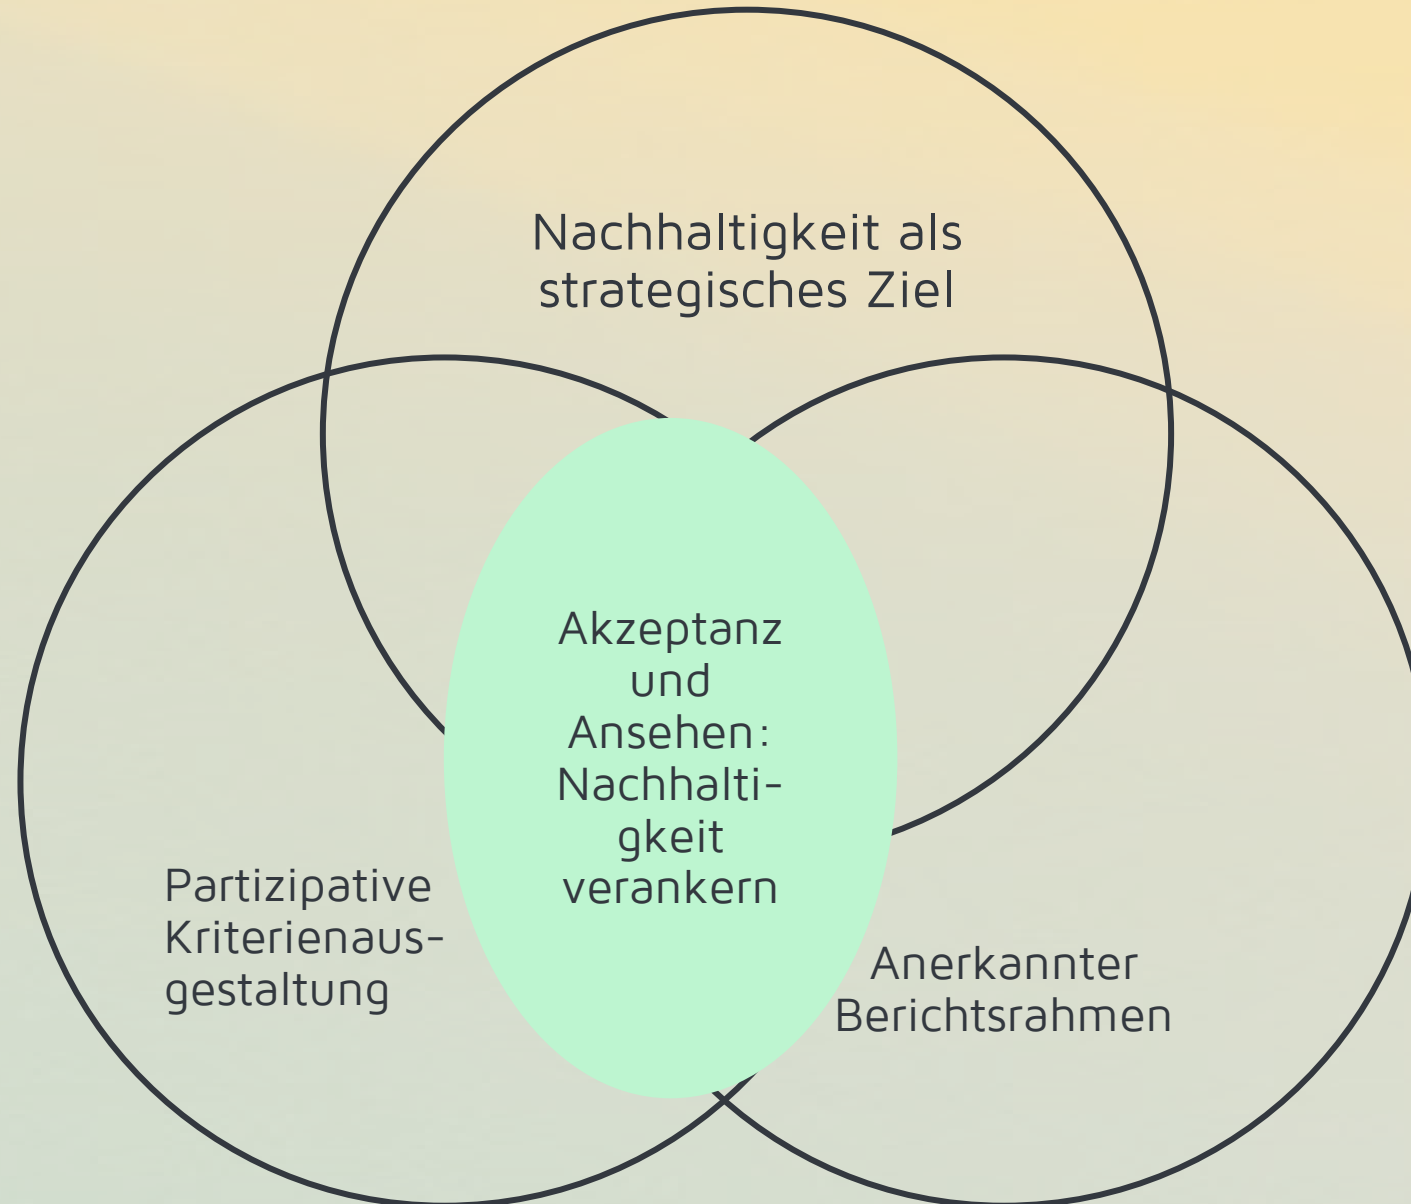 Nachhaltigkeit als
strategisches Ziel
Akzeptanz
und
Ansehen:
Nachhalti-
gkeit
verankern
Partizipative
Kriterienaus-
gestaltung
Anerkannter
Berichtsrahmen